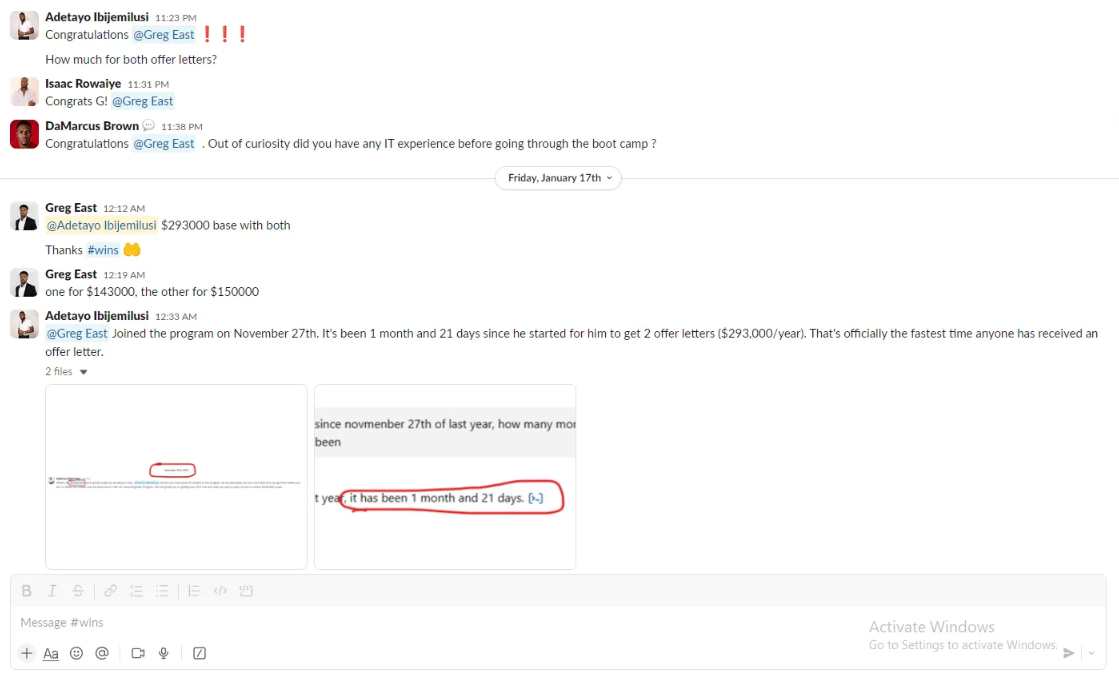 Adetayo Ibijemilusi 11:23 PM
Congratulations @Greg East ❗❗❗
How much for both offer letters?
Isaac Rowaiye 11:31 PM
Congrats G! @Greg East
DaMarcus Brown 11:38 PM
Congratulations @Greg East . Out of curiosity did you have any IT experience before going through the boot camp ?
Friday, January 17th
Greg East 12:12 AM
@Adetayo Ibijemilusi $293000 base with both
Thanks #wins
Greg East 12:19 AM
one for $143000, the other for $150000
Adetayo Ibijemilusi 12:33 AM
@Greg East Joined the program on November 27th. It's been 1 month and 21 days since he started for him to get 2 offer letters ($293,000/year). That's officially the fastest time anyone has received an
offer letter.
2 files
since novmenber 27th of last year, how many mor
been
t year, it has been 1 month and 21 days. [>-]
B I S
Message #wins
Aa
Activate Windows
Go to Settings to activate Windows.